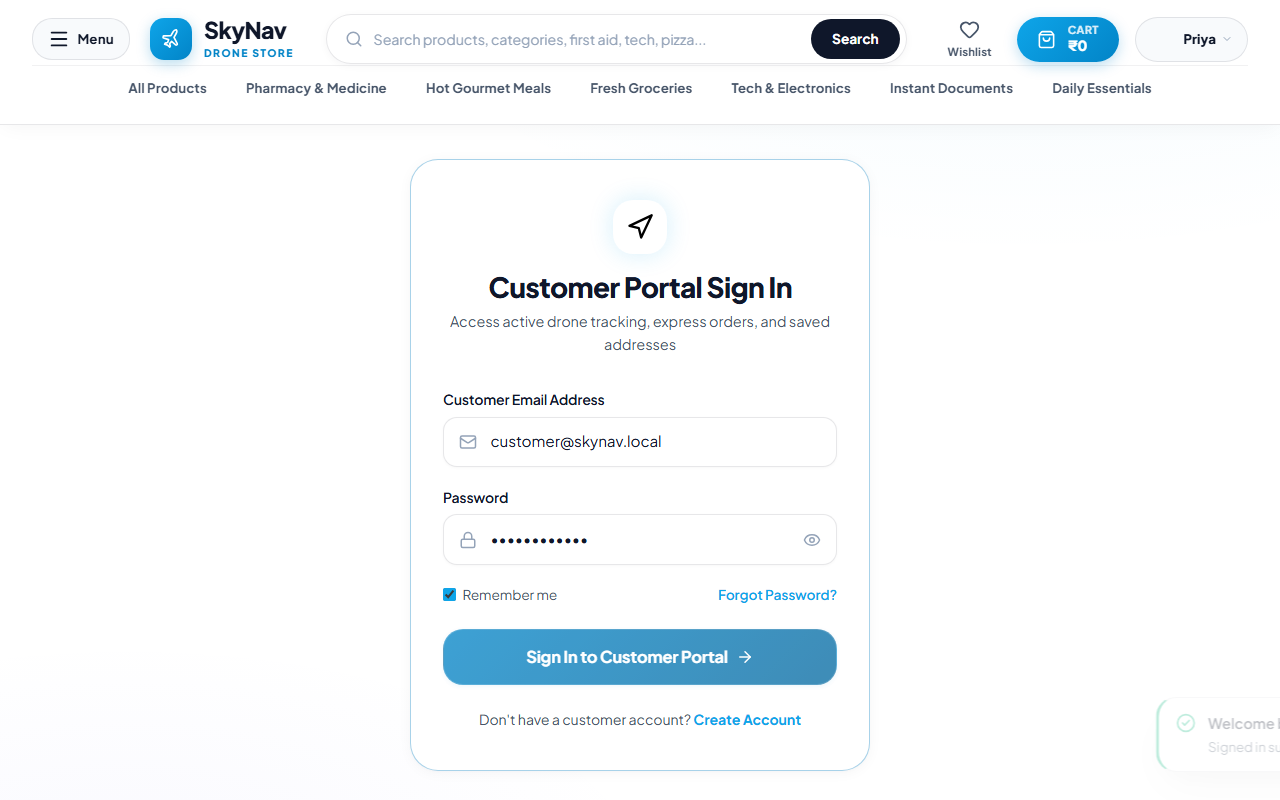 Menu
SkyNav
DRONE STORE
Search products, categories, first aid, tech, pizza...
Search
Wishlist
CART
₹0
Priya
All Products
Pharmacy & Medicine
Hot Gourmet Meals
Fresh Groceries
Tech & Electronics
Instant Documents
Daily Essentials
Customer Portal Sign In
Access active drone tracking, express orders, and saved
addresses
Customer Email Address
customer@skynav.local
Password
••••••••••••
Remember me
Forgot Password?
Sign In to Customer Portal
Don't have a customer account? Create Account
Welcome
Signed in